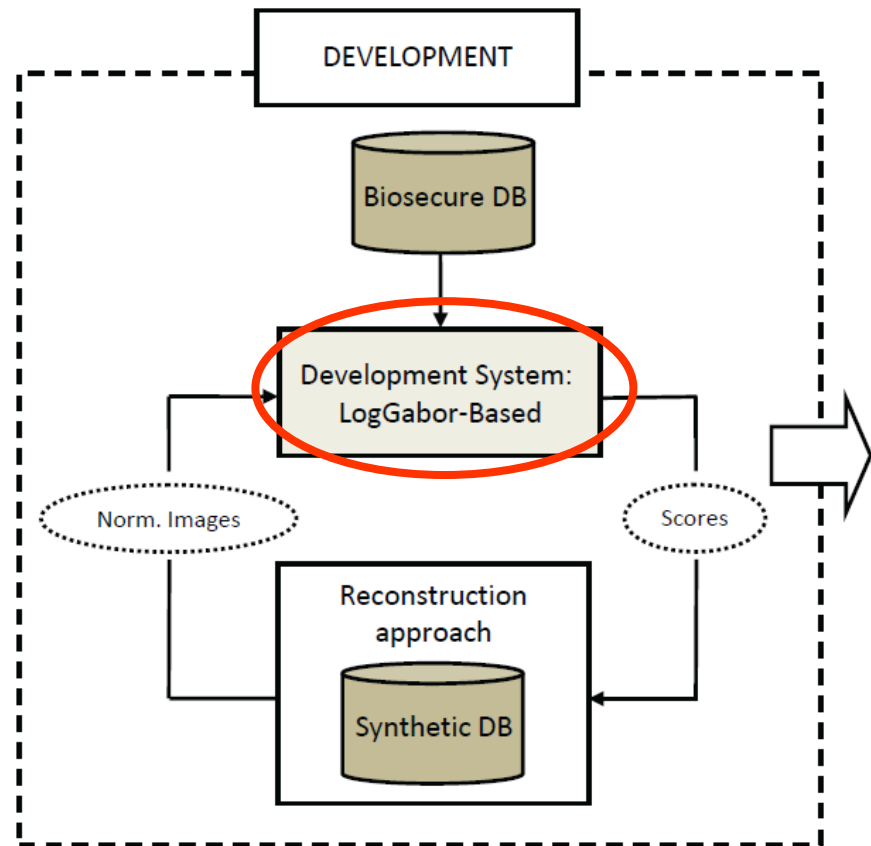 DEVELOPMENT
Biosecure DB
Development System:
LogGabor-Based
Norm. Images
Scores
Reconstruction
approach
Synthetic DB